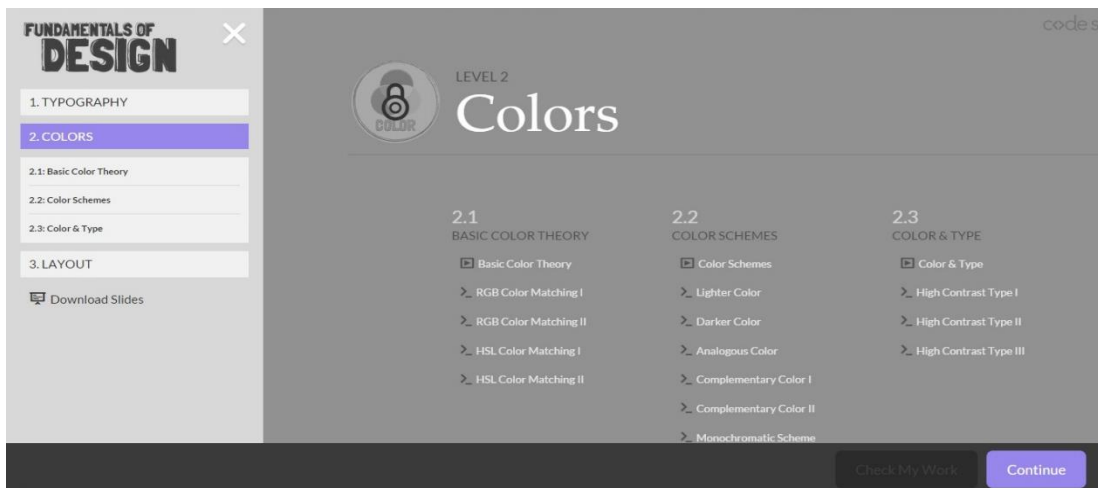 FUNDAMENTALS OF
DESIGN
1. TYPOGRAPHY
2. COLORS
2.1: Basic Color Theory
2.2: Color Schemes
2.3: Color & Type
3. LAYOUT
Download Slides
code s
COLOR
LEVEL 2
Colors
2.1
BASIC COLOR THEORY
Basic Color Theory
>_ RGB Color Matching I
>_ RGB Color Matching II
>_ HSL Color Matching I
>_ HSL Color Matching II
2.2
COLOR SCHEMES
Color Schemes
>_ Lighter Color
>_ Darker Color
>_ Analogous Color
>_ Complementary Color I
>_ Complementary Color II
>_ Monochromatic Scheme
2.3
COLOR & TYPE
Color & Type
>_ High Contrast Type I
>_ High Contrast Type II
>_ High Contrast Type III
Check My Work
Continue